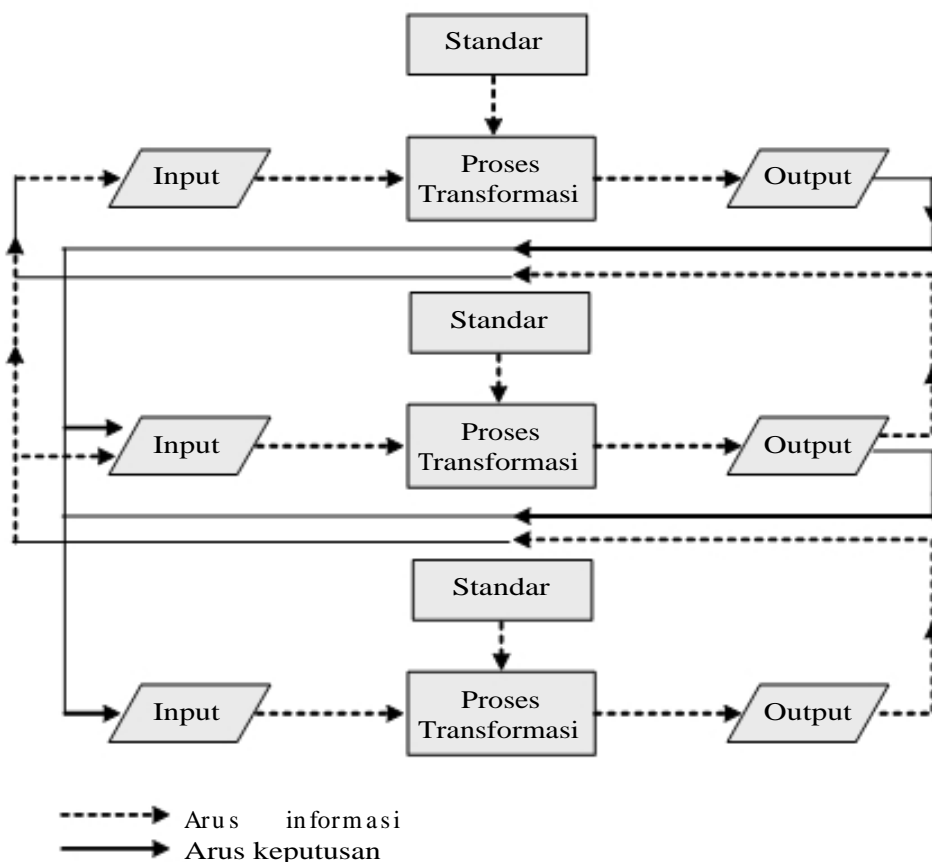 Standar
Input
Proses
Transformasi
Output
Standar
Input
Proses
Transformasi
Output
Standar
Input
Proses
Transformasi
Output
Arus informasi
Arus keputusan